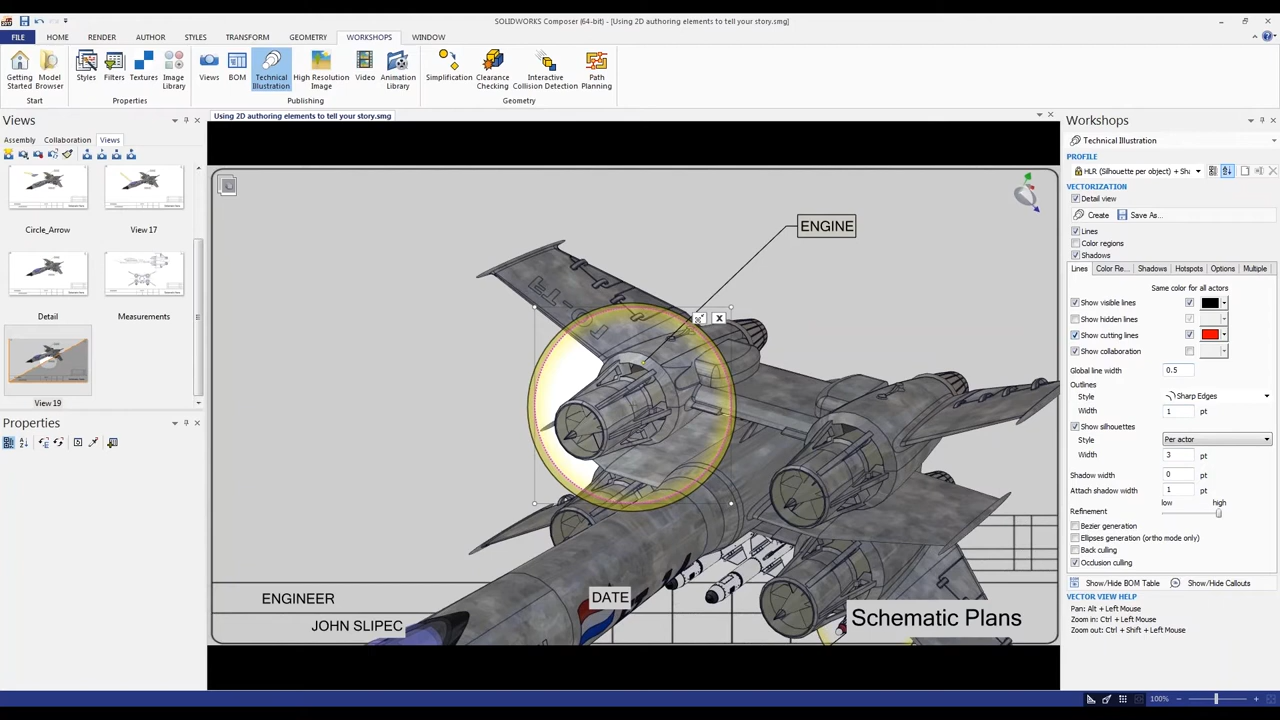 SOLIDWORKS Composer (64-bit) - [Using 2D authoring elements to tell your story.smg]
FILE HOME RENDER AUTHOR STYLES TRANSFORM GEOMETRY WORKSHOPS WINDOW
Getting Started Model Browser Styles Filters Textures Image Library Views BOM Technical Illustration High Resolution Image Video Animation Library Simplification Clearance Checking Interactive Collision Detection Path Planning
Start Properties Publishing Geometry
Views
Assembly Collaboration Views
Circle_Arrow View 17
Detail Measurements
View 19
Properties
Using 2D authoring elements to tell your story.smg
ENGINE
ENGINEER
JOHN SLIPEC
DATE
Schematic Plans
Workshops
Technical Illustration
PROFILE
HLR (Silhouette per object) + Sha
VECTORIZATION
Detail view
Create Save As...
Lines
Color regions
Shadows
Lines Color Re... Shadows Hotspots Options Multiple
Same color for all actors
Show visible lines
Show hidden lines
Show cutting lines
Show collaboration
Global line width 0.5
Outlines
Style Sharp Edges
Width 1 pt
Show silhouettes
Style Per actor
Width 3 pt
Shadow width 0 pt
Attach shadow width 1 pt
low high
Refinement
Bezier generation
Ellipses generation (ortho mode only)
Back culling
Occlusion culling
Show/Hide BOM Table Show/Hide Callouts
VECTOR VIEW HELP
Pan: Alt + Left Mouse
Zoom in: Ctrl + Left Mouse
Zoom out: Ctrl + Shift + Left Mouse
100%